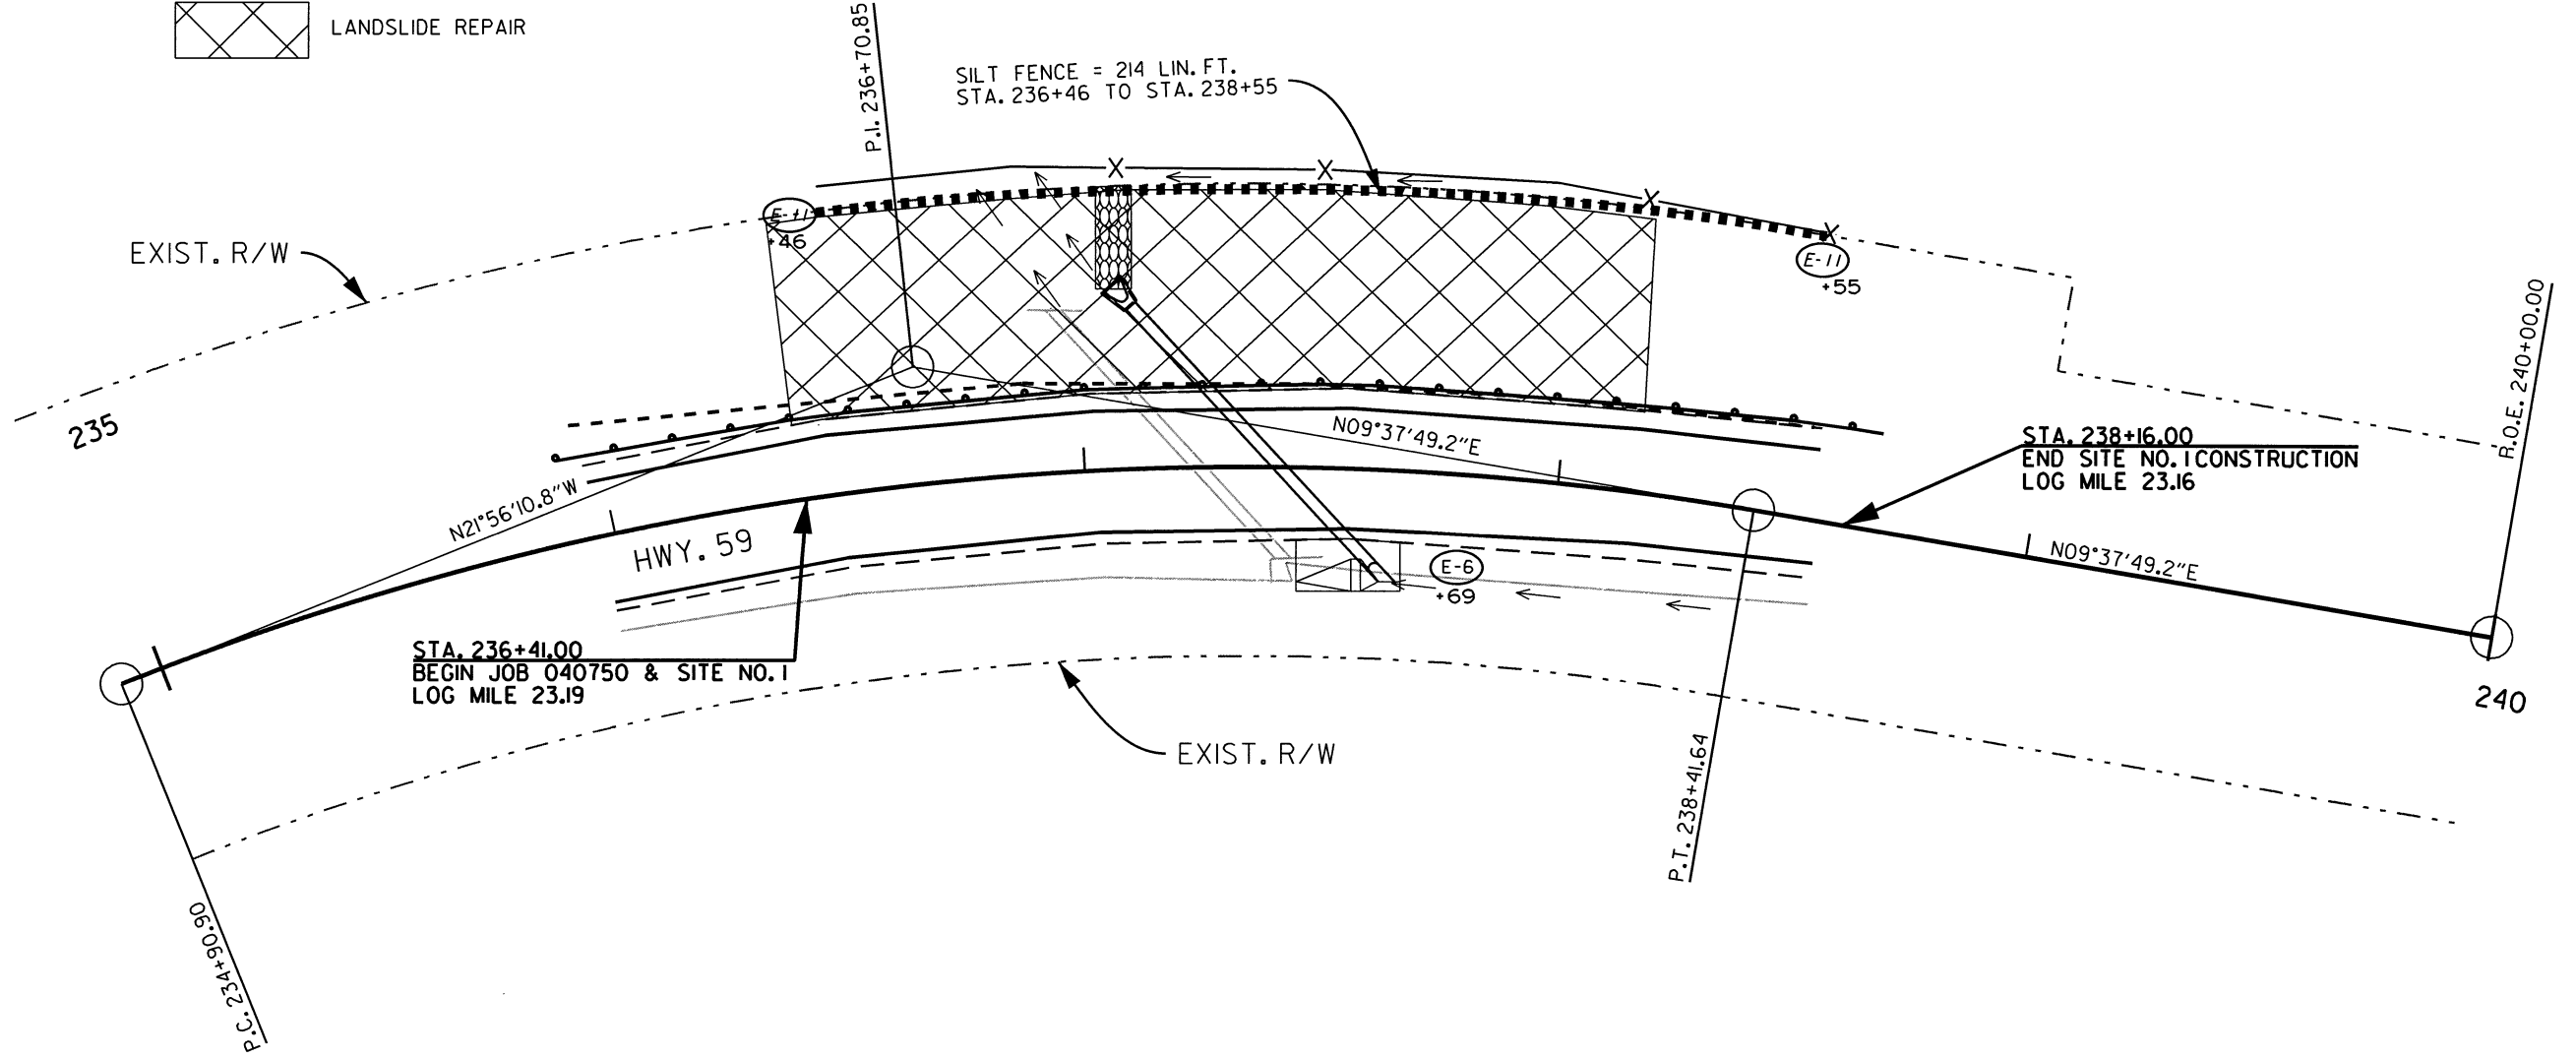 LANDSLIDE REPAIR
P.I. 236+70.85
SILT FENCE = 214 LIN. FT.
STA. 236+46 TO STA. 238+55
E-11
+46
EXIST. R/W
E-11
+55
235
R.O.E. 240+00.00
N09°37'49.2"E
STA. 238+16.00
END SITE NO. 1 CONSTRUCTION
LOG MILE 23.16
N21°56'10.8"W
HWY. 59
N09°37'49.2"E
E-6
+69
STA. 236+41.00
BEGIN JOB 040750 & SITE NO. 1
LOG MILE 23.19
240
EXIST. R/W
P.T. 238+41.64
P.C. 234+90.90